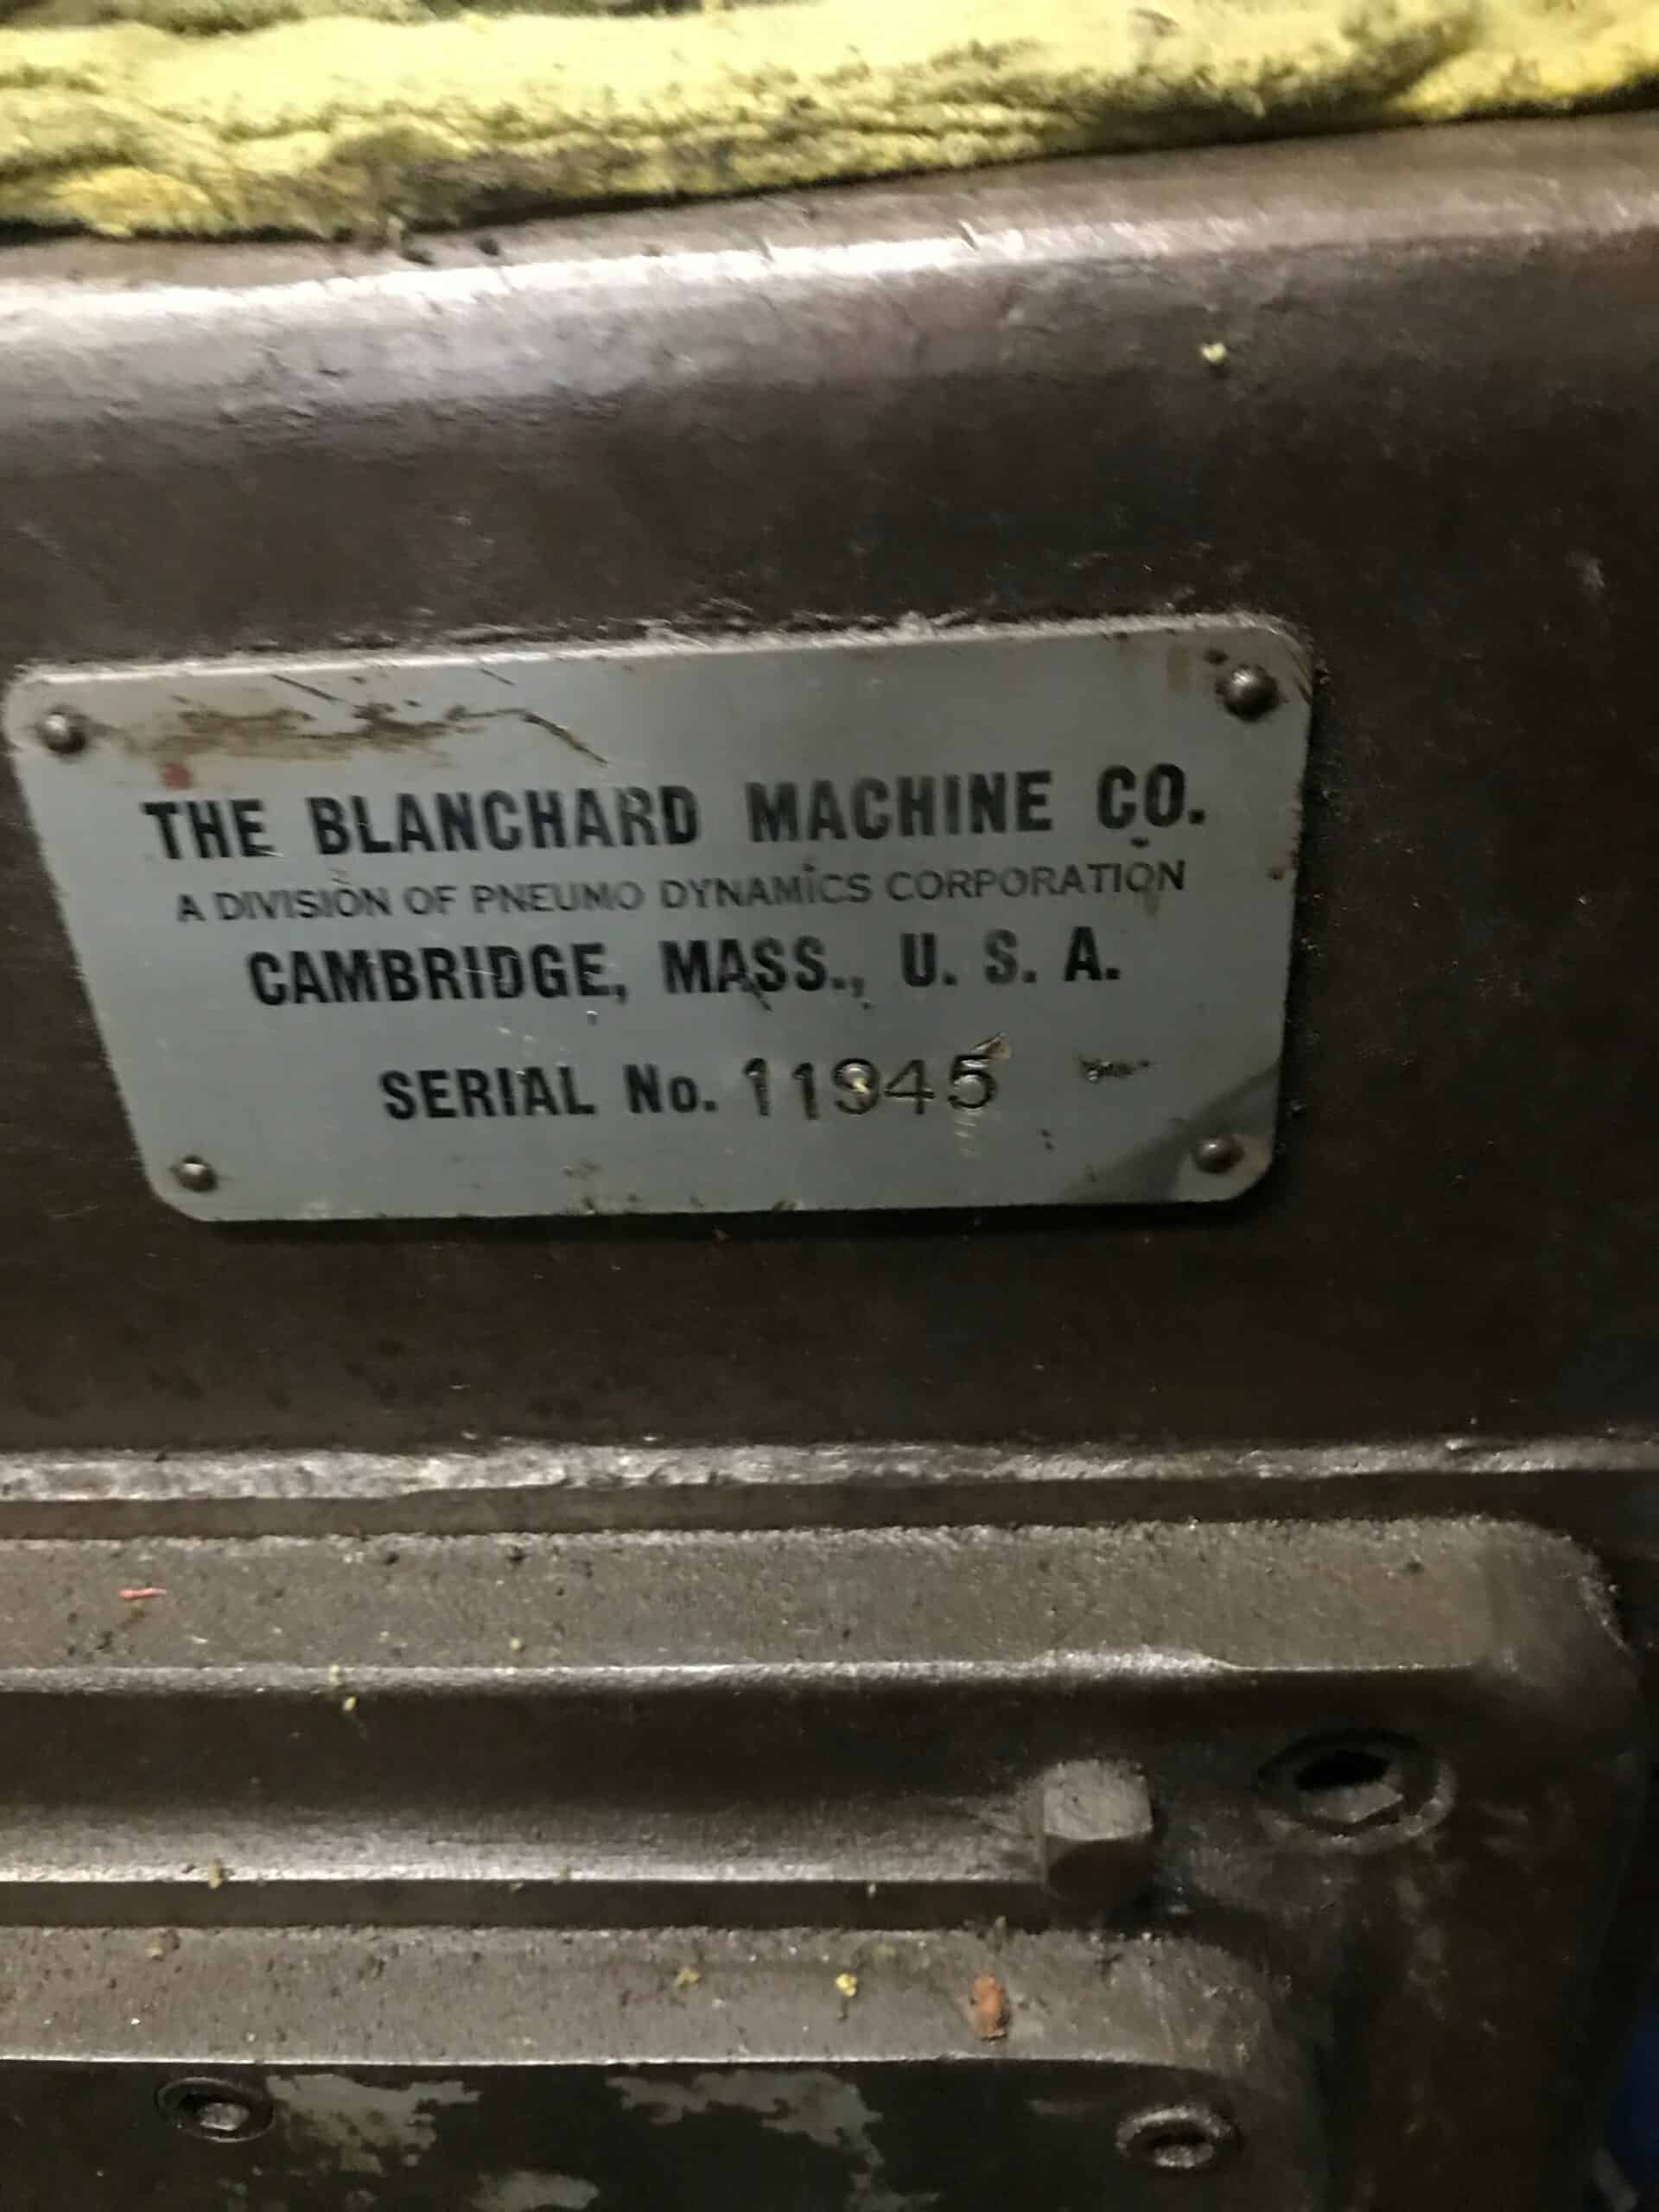 THE BLANCHARD MACHINE CO.
A DIVISION OF PNEUMO DYNAMICS CORPORATION
CAMBRIDGE, MASS., U. S. A.
SERIAL No. 11945